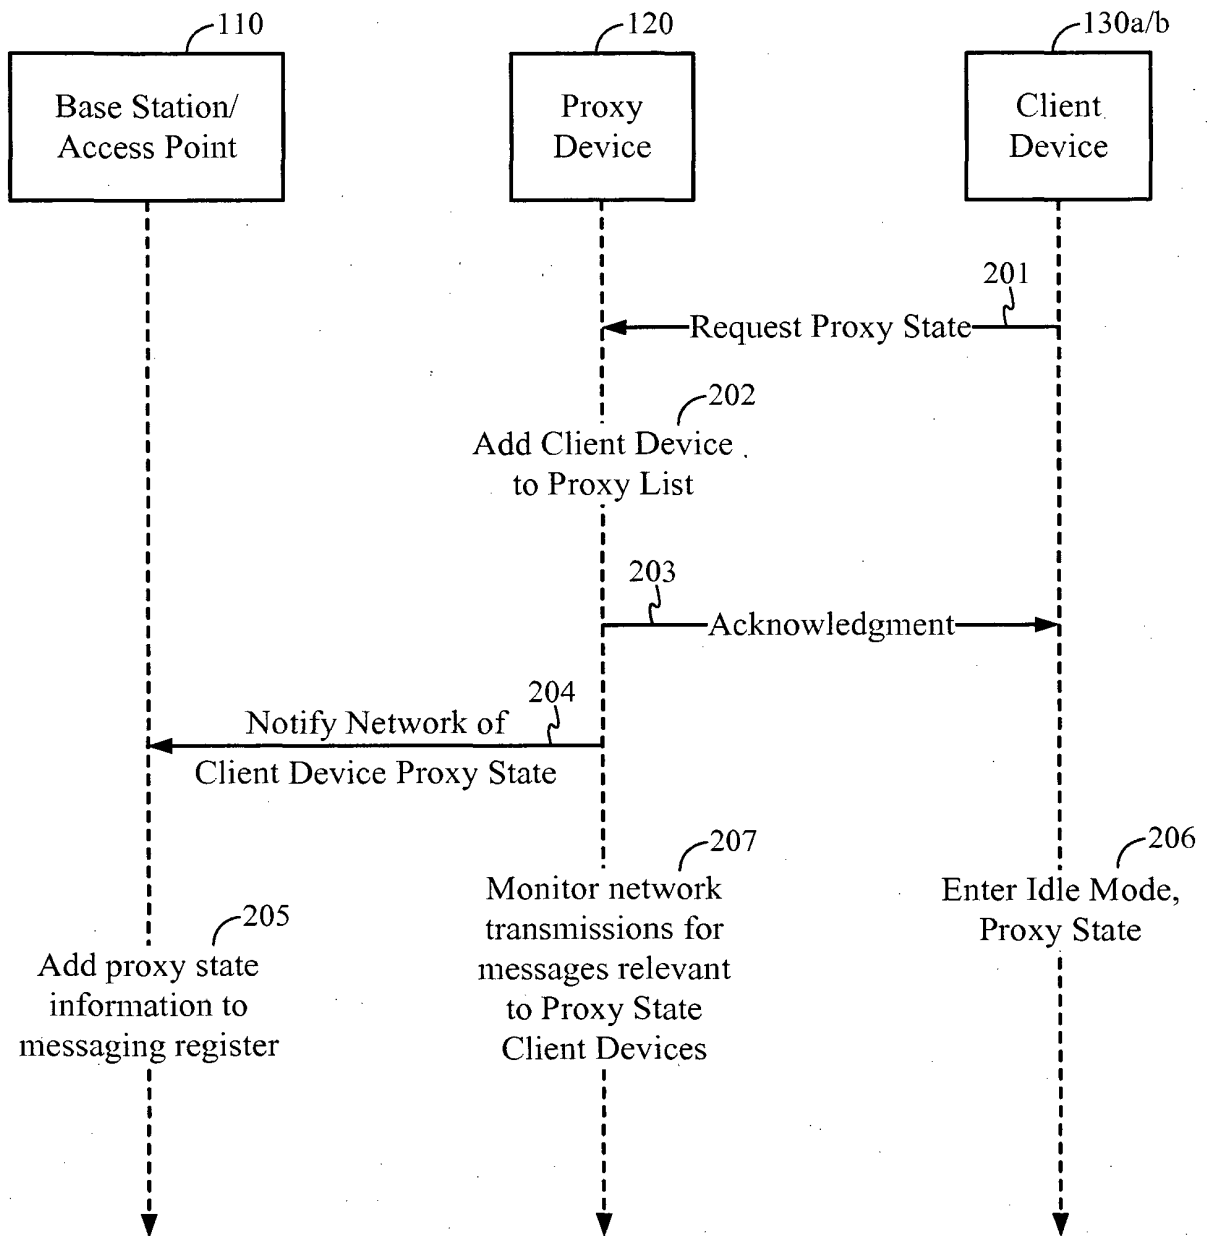 110
120
130a/b
Base Station/
Access Point
Proxy
Device
Client
Device
201
Request Proxy State
202
Add Client Device
to Proxy List
203
Acknowledgment
204
Notify Network of
Client Device Proxy State
207
Monitor network
transmissions for
messages relevant
to Proxy State
Client Devices
206
Enter Idle Mode,
Proxy State
205
Add proxy state
information to
messaging register